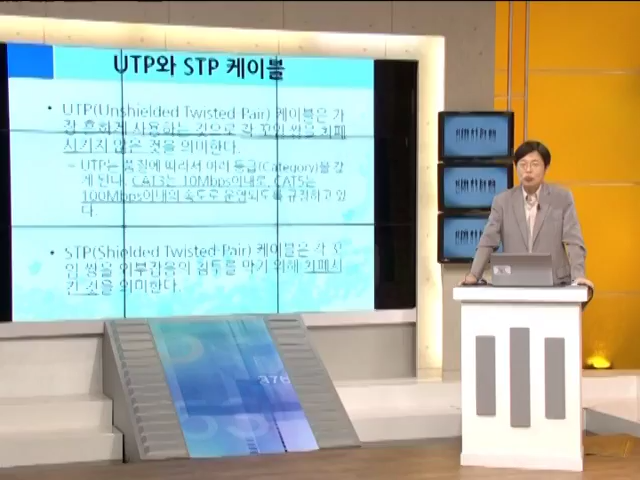 UTP와 STP 케이블
• UTP(Unshielded Twisted-Pair) 케이블은 가
장 흔하게 사용하는 것으로 각 꼬임 쌍을 차폐
시키지 않은 것을 의미한다.
– UTP는 품질에 따라서 여러 등급(Category)을 갖
게 된다. CAT3는 10Mbps이내로, CAT5는
100Mbps이내의 속도로 운영되도록 규정하고 있
다.
• STP(Shielded Twisted-Pair) 케이블은 각 꼬
임 쌍을 외부잡음의 침투를 막기 위해 차폐시
킨 것을 의미한다.